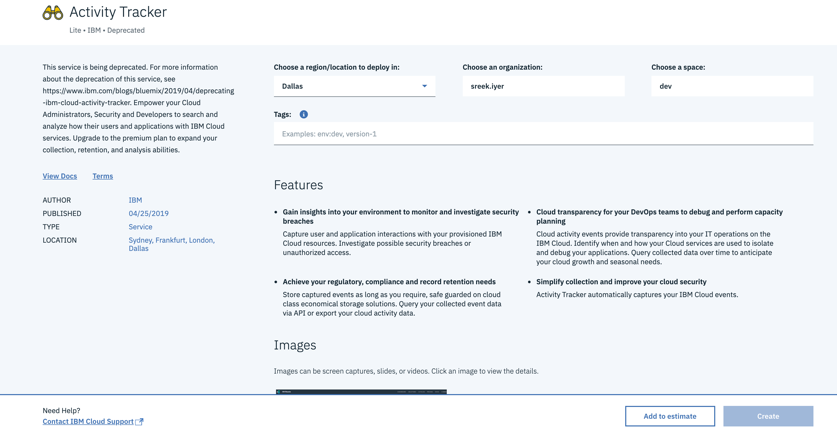 Activity Tracker
Lite • IBM • Deprecated
This service is being deprecated. For more information
about the deprecation of this service, see
https://www.ibm.com/blogs/bluemix/2019/04/deprecating
-ibm-cloud-activity-tracker. Empower your Cloud
Administrators, Security and Developers to search and
analyze how their users and applications with IBM Cloud
services. Upgrade to the premium plan to expand your
collection, retention, and analysis abilities.
View Docs Terms
AUTHOR IBM
PUBLISHED 04/25/2019
TYPE Service
LOCATION Sydney, Frankfurt, London,
Dallas
Choose a region/location to deploy in: Choose an organization: Choose a space:
Dallas sreek.iyer dev
Tags: i
Examples: env:dev, version-1
Features
• Gain insights into your environment to monitor and investigate security
breaches
Capture user and application interactions with your provisioned IBM
Cloud resources. Investigate possible security breaches or
unauthorized access.
• Cloud transparency for your DevOps teams to debug and perform capacity
planning
Cloud activity events provide transparency into your IT operations on the
IBM Cloud. Identify when and how your Cloud services are used to isolate
and debug your applications. Query collected data over time to anticipate
your cloud growth and seasonal needs.
• Achieve your regulatory, compliance and record retention needs
Store captured events as long as you require, safe guarded on cloud
class economical storage solutions. Query your collected event data
via API or export your cloud activity data.
• Simplify collection and improve your cloud security
Activity Tracker automatically captures your IBM Cloud events.
Images
Images can be screen captures, slides, or videos. Click an image to view the details.
Need Help?
Contact IBM Cloud Support
Add to estimate Create